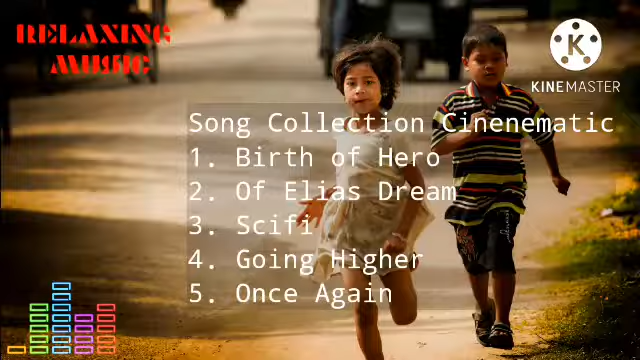 RELAXING
MUSIC
K
KINEMASTER
Song Collection Cinenematic
1. Birth of Hero
2. Of Elias Dream
3. Scifi
4. Going Higher
5. Once Again